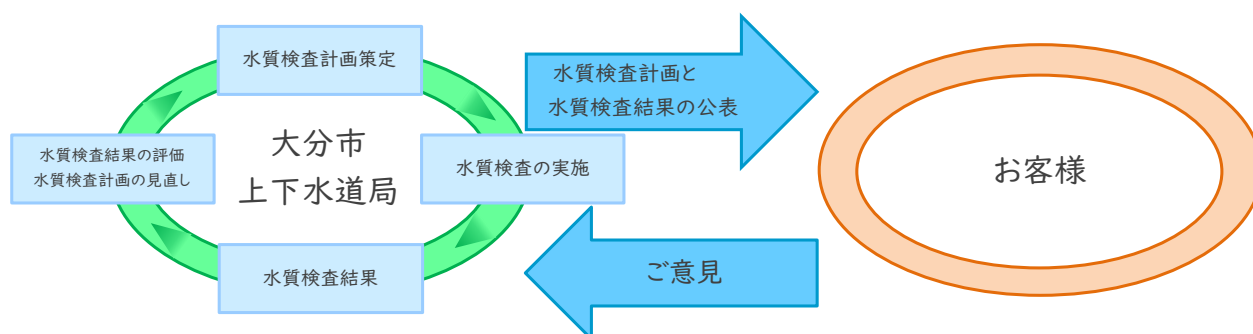 水質検査計画策定
水質検査計画と
水質検査結果の公表
水質検査結果の評価
水質検査計画の見直し
大分市
上下水道局
水質検査の実施
お客様
水質検査結果
ご意見